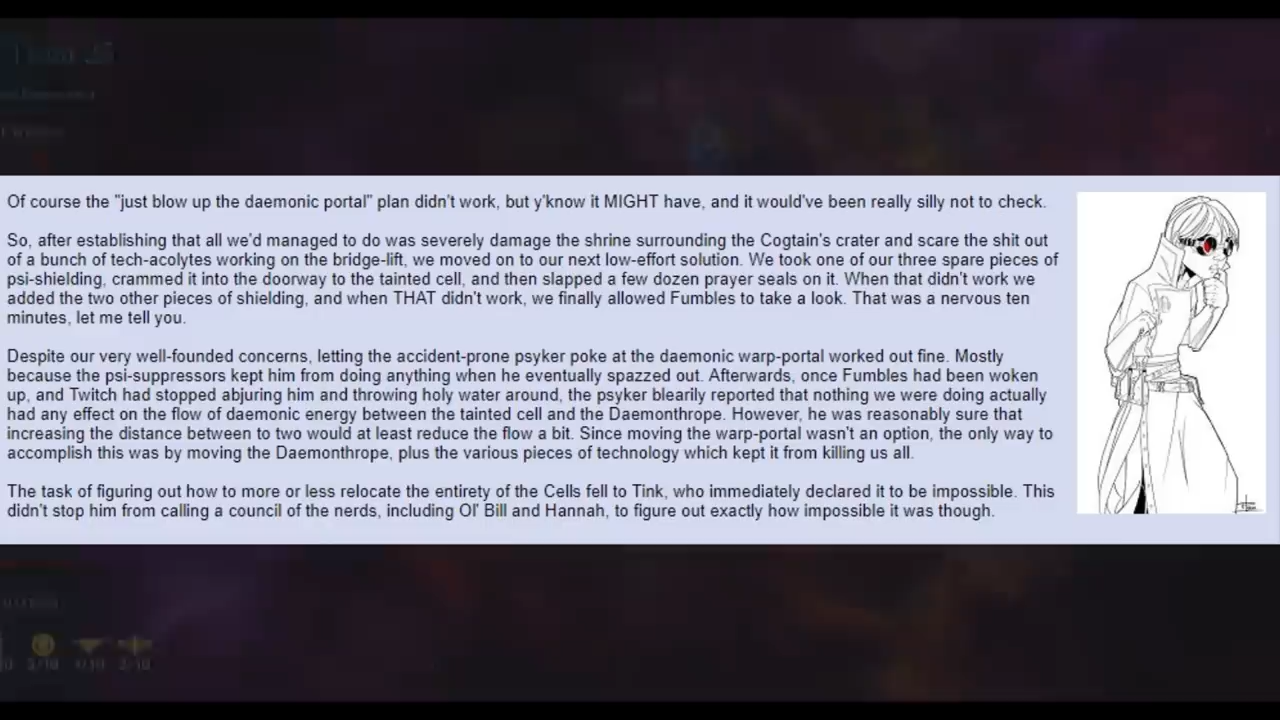 Of course the "just blow up the daemonic portal" plan didn't work, but y'know it MIGHT have, and it would've been really silly not to check.
So, after establishing that all we'd managed to do was severely damage the shrine surrounding the Cogtain's crater and scare the shit out
of a bunch of tech-acolytes working on the bridge-lift, we moved on to our next low-effort solution. We took one of our three spare pieces of
psi-shielding, crammed it into the doorway to the tainted cell, and then slapped a few dozen prayer seals on it. When that didn't work we
added the two other pieces of shielding, and when THAT didn't work, we finally allowed Fumbles to take a look. That was a nervous ten
minutes, let me tell you.
Despite our very well-founded concerns, letting the accident-prone psyker poke at the daemonic warp-portal worked out fine. Mostly
because the psi-suppressors kept him from doing anything when he eventually spazzed out. Afterwards, once Fumbles had been woken
up, and Twitch had stopped abjuring him and throwing holy water around, the psyker blearily reported that nothing we were doing actually
had any effect on the flow of daemonic energy between the tainted cell and the Daemonthrope. However, he was reasonably sure that
increasing the distance between to two would at least reduce the flow a bit. Since moving the warp-portal wasn't an option, the only way to
accomplish this was by moving the Daemonthrope, plus the various pieces of technology which kept it from killing us all.
The task of figuring out how to more or less relocate the entirety of the Cells fell to Tink, who immediately declared it to be impossible. This
didn't stop him from calling a council of the nerds, including Ol' Bill and Hannah, to figure out exactly how impossible it was though.